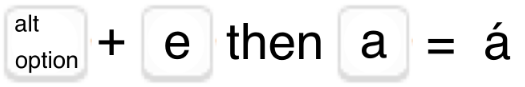 alt
option + e then a = á